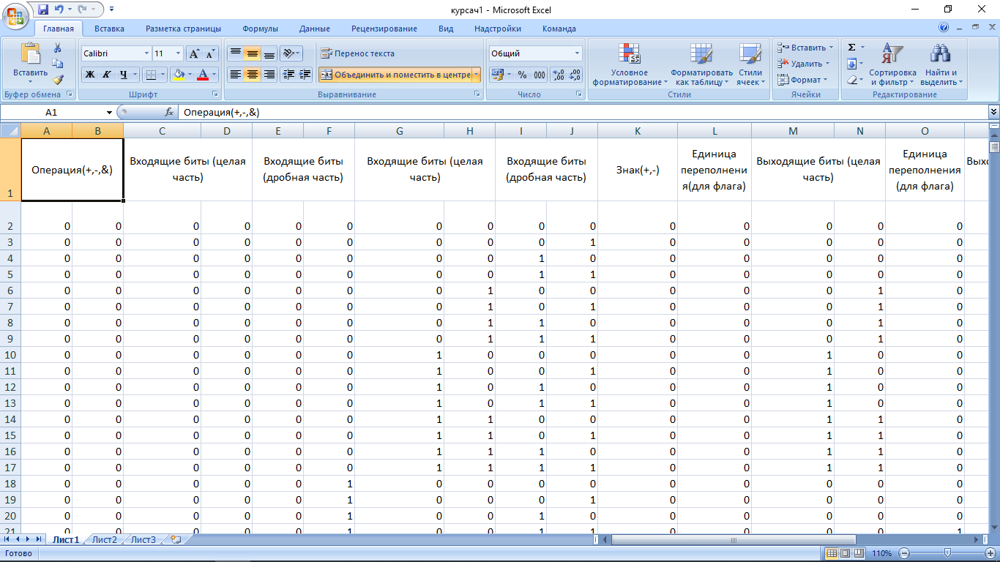 курсач1 - Microsoft Excel
Главная Вставка Разметка страницы Формулы Данные Рецензирование Вид Надстройки Команда
Вставить
Буфер обмена
Calibri 11
Ж К Ч
Шрифт
Перенос текста
Объединить и поместить в центре
Выравнивание
Общий
% 000
Число
Условное форматирование
Форматировать как таблицу
Стили ячеек
Стили
Вставить
Удалить
Формат
Ячейки
Σ
Сортировка и фильтр
Найти и выделить
Редактирование
A1 fx Операция(+,-,&)
A B C D E F G H I J K L M N O
1 Операция(+,-,&) Входящие биты (целая часть) Входящие биты (дробная часть) Входящие биты (целая часть) Входящие биты (дробная часть) Знак(+,-) Единица переполнения(для флага) Выходящие биты (целая часть) Единица переполнения (для флага)
2 0 0 0 0 0 0 0 0 0 0 0 0 0 0 0
3 0 0 0 0 0 0 0 0 0 1 0 0 0 0 0
4 0 0 0 0 0 0 0 0 1 0 0 0 0 0 0
5 0 0 0 0 0 0 0 0 1 1 0 0 0 0 0
6 0 0 0 0 0 0 0 1 0 0 0 0 0 1 0
7 0 0 0 0 0 0 0 1 0 1 0 0 0 1 0
8 0 0 0 0 0 0 0 1 1 0 0 0 0 1 0
9 0 0 0 0 0 0 0 1 1 1 0 0 0 1 0
10 0 0 0 0 0 0 1 0 0 0 0 0 1 0 0
11 0 0 0 0 0 0 1 0 0 1 0 0 1 0 0
12 0 0 0 0 0 0 1 0 1 0 0 0 1 0 0
13 0 0 0 0 0 0 1 0 1 1 0 0 1 0 0
14 0 0 0 0 0 0 1 1 0 0 0 0 1 1 0
15 0 0 0 0 0 0 1 1 0 1 0 0 1 1 0
16 0 0 0 0 0 0 1 1 1 0 0 0 1 1 0
17 0 0 0 0 0 0 1 1 1 1 0 0 1 1 0
18 0 0 0 0 0 1 0 0 0 0 0 0 0 0 0
19 0 0 0 0 0 1 0 0 0 1 0 0 0 0 0
20 0 0 0 0 0 1 0 0 1 0 0 0 0 0 0
21 0 0 0 0 0 1 0 0 1 1 0 0 0 0 1
Лист1 Лист2 Лист3
Готово 110%